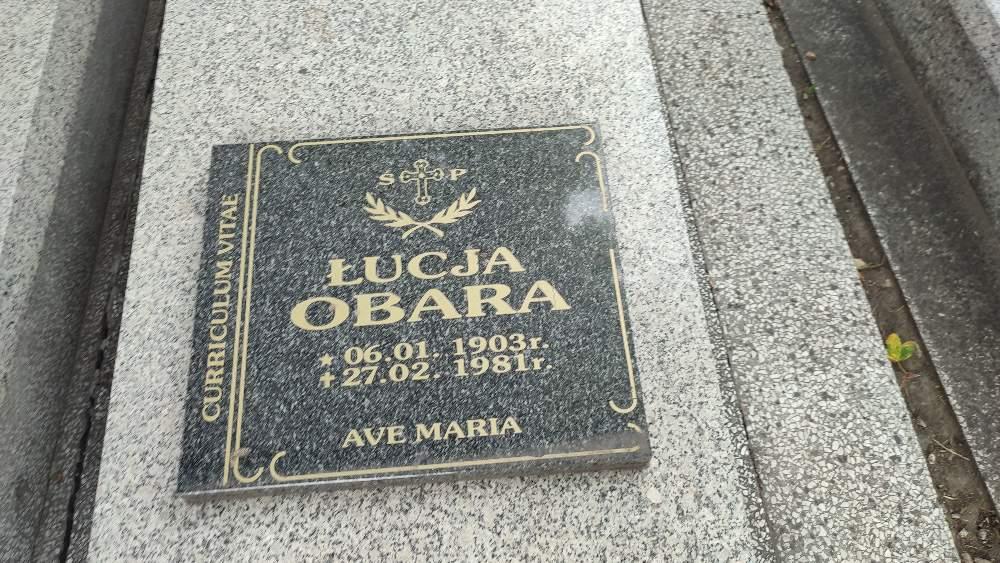 CURRICULUM VITAE
Ś P
ŁUCJA
OBARA
★ 06.01. 1903r.
✝ 27.02. 1981r.
AVE MARIA